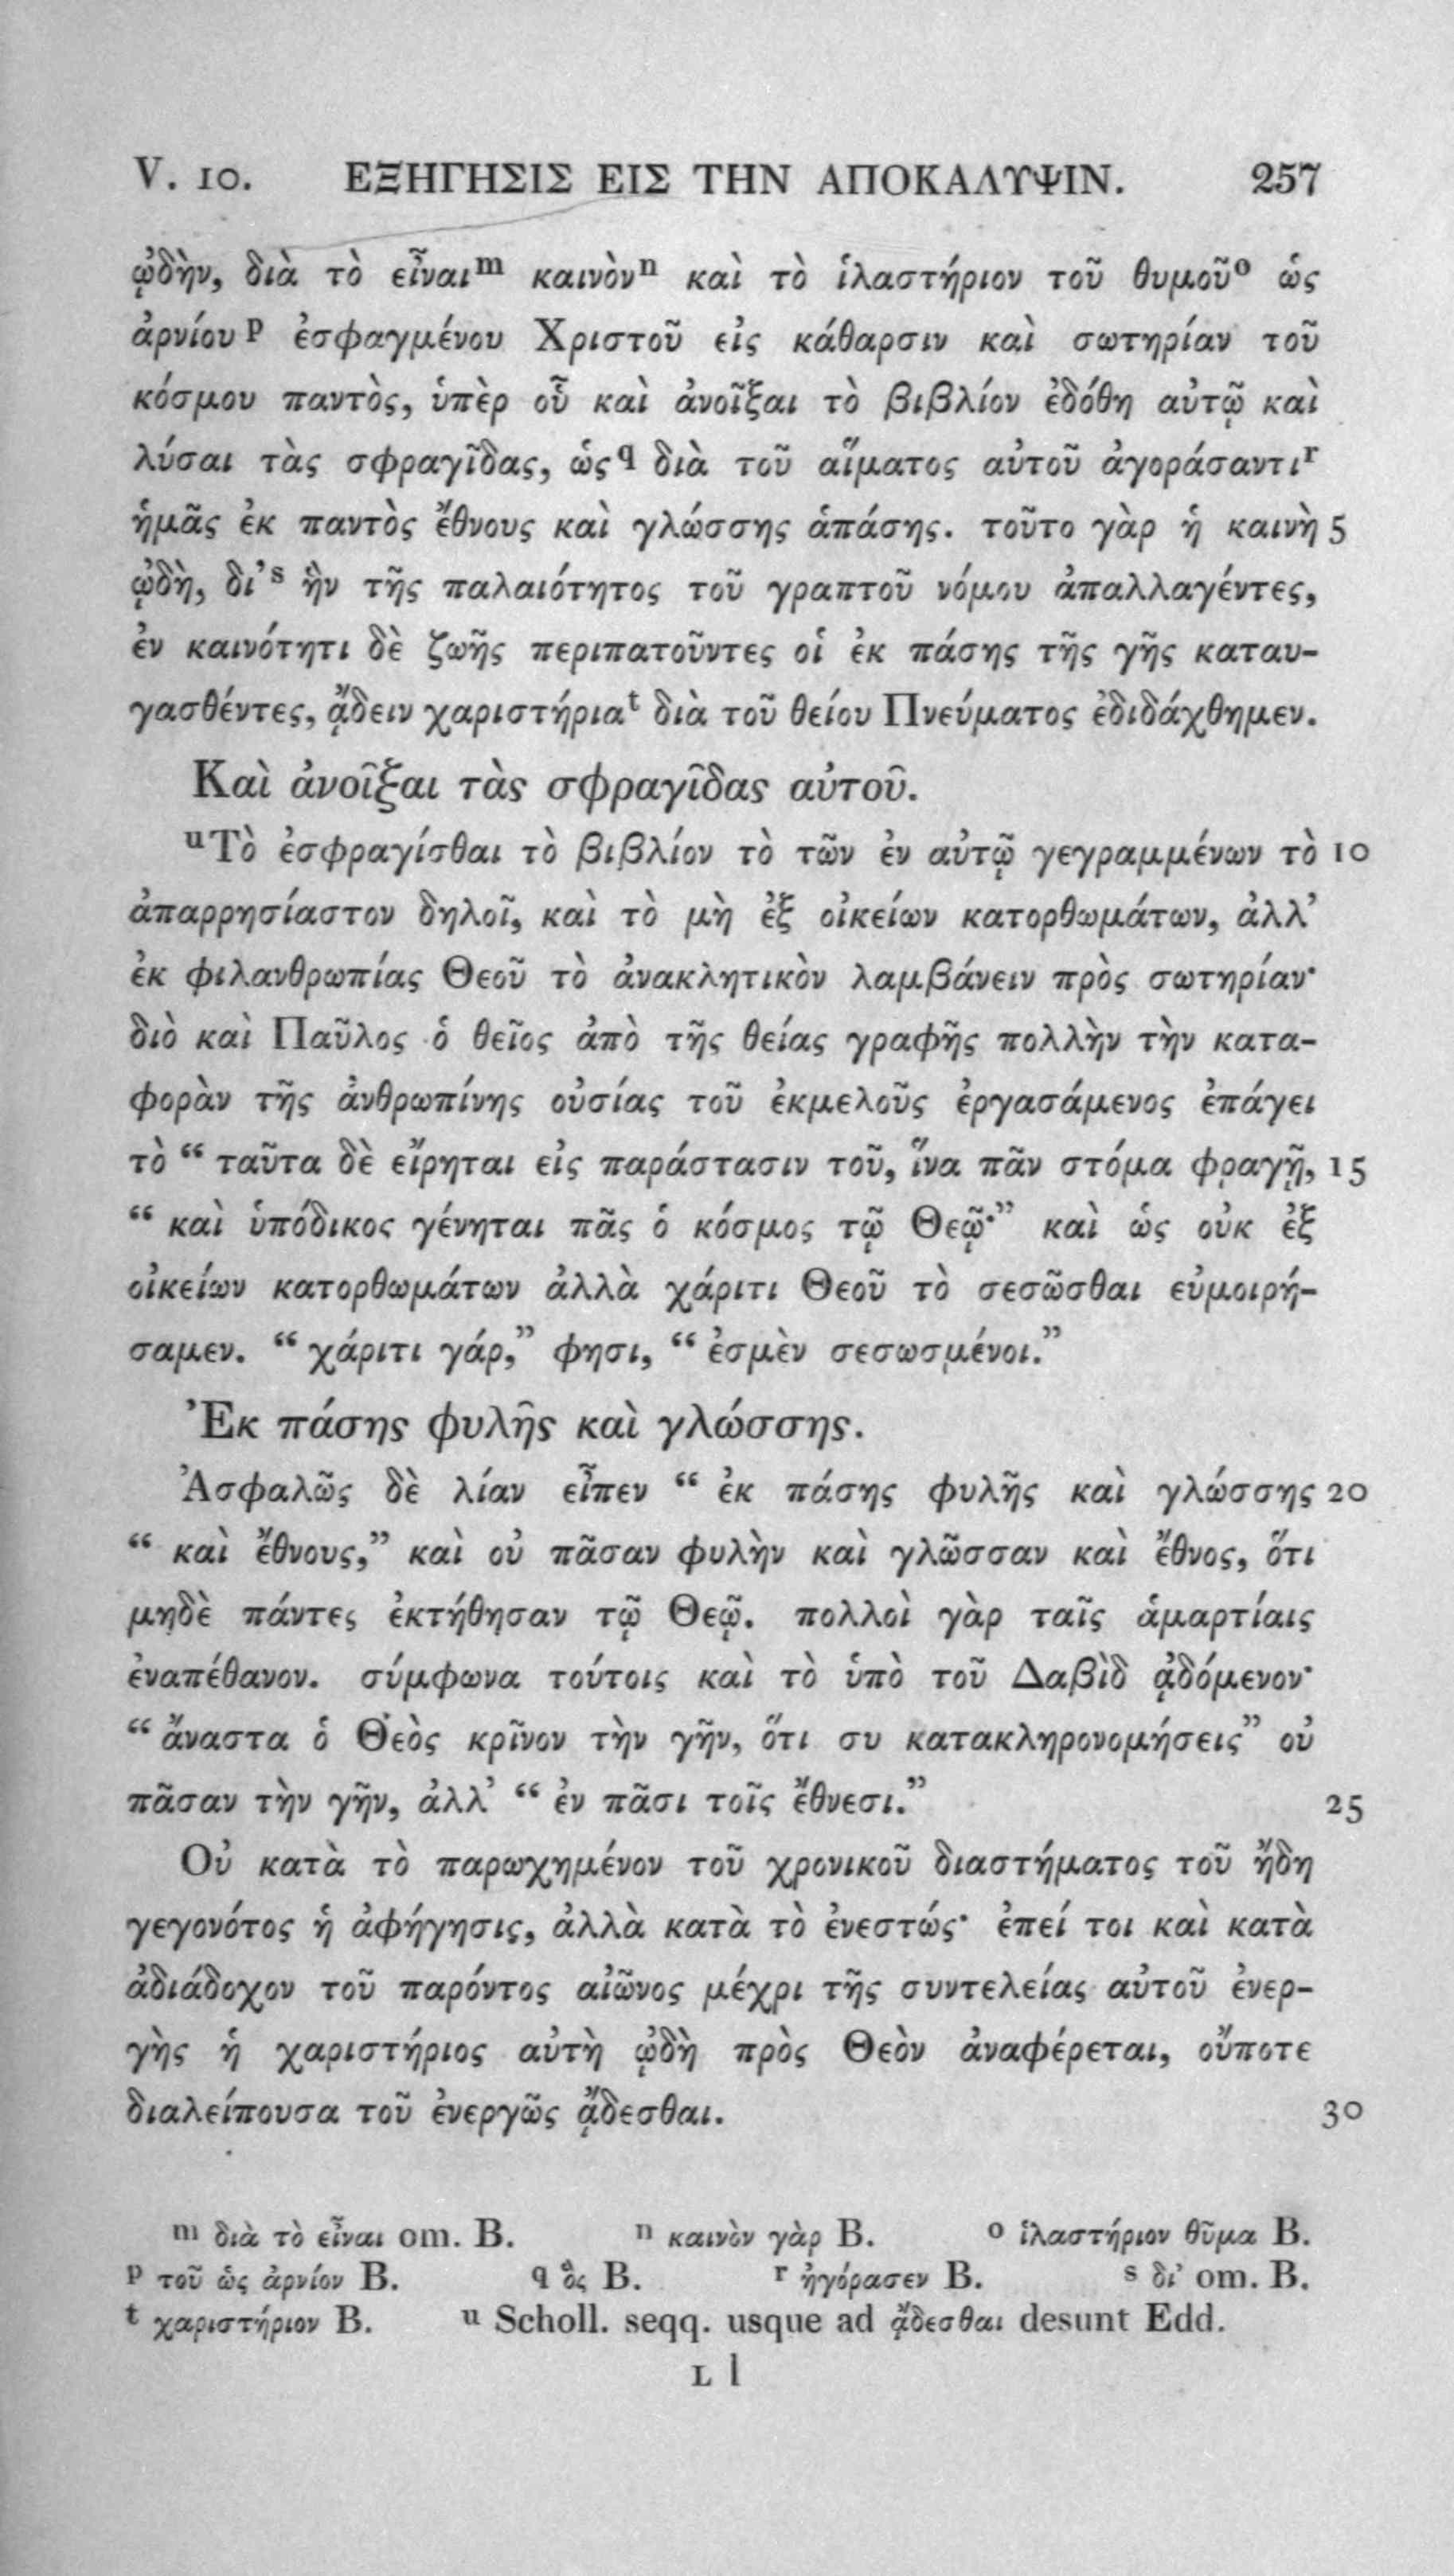 V. 10. ΕΞΗΓΗΣΙΣ ΕΙΣ ΤΗΝ ΑΠΟΚΑΛΥΨΙΝ. 257
ᾠδὴν, διὰ τὸ εἶναιᵐ καινὸνⁿ καὶ τὸ ἱλαστήριον τοῦ θυμοῦᵒ ὡς
ἀρνίουᵖ ἐσφαγμένου Χριστοῦ εἰς κάθαρσιν καὶ σωτηρίαν τοῦ
κόσμου παντὸς, ὑπὲρ οὗ καὶ ἀνοῖξαι τὸ βιβλίον ἐδόθη αὐτῷ καὶ
λύσαι τὰς σφραγῖδας, ὡς q διὰ τοῦ αἵματος αὐτοῦ ἀγοράσαντιʳ
ἡμᾶς ἐκ παντὸς ἔθνους καὶ γλώσσης ἁπάσης. τοῦτο γὰρ ἡ καινὴ 5
ᾠδὴ, δι’ˢ ἣν τῆς παλαιότητος τοῦ γραπτοῦ νόμου ἀπαλλαγέντες,
ἐν καινότητι δὲ ζωῆς περιπατοῦντες οἱ ἐκ πάσης τῆς γῆς καταυ-
γασθέντες, ᾄδειν χαριστήριαᵗ διὰ τοῦ θείου Πνεύματος ἐδιδάχθημεν.
Καὶ ἀνοῖξαι τὰς σφραγῖδας αὐτοῦ.
ᵘΤὸ ἐσφραγίσθαι τὸ βιβλίον τὸ τῶν ἐν αὐτῷ γεγραμμένων τὸ 10
ἀπαρρησίαστον δηλοῖ, καὶ τὸ μὴ ἐξ οἰκείων κατορθωμάτων, ἀλλ’
ἐκ φιλανθρωπίας Θεοῦ τὸ ἀνακλητικὸν λαμβάνειν πρὸς σωτηρίαν·
διὸ καὶ Παῦλος ὁ θεῖος ἀπὸ τῆς θείας γραφῆς πολλὴν τὴν κατα-
φορὰν τῆς ἀνθρωπίνης οὐσίας τοῦ ἐκμελοῦς ἐργασάμενος ἐπάγει
τὸ “ ταῦτα δὲ εἴρηται εἰς παράστασιν τοῦ, ἵνα πᾶν στόμα φραγῇ, 15
“ καὶ ὑπόδικος γένηται πᾶς ὁ κόσμος τῷ Θεῷ·” καὶ ὡς οὐκ ἐξ
οἰκείων κατορθωμάτων ἀλλὰ χάριτι Θεοῦ τὸ σεσῶσθαι εὐμοιρή-
σαμεν. “ χάριτι γάρ,” φησι, “ ἐσμὲν σεσωσμένοι.”
Ἐκ πάσης φυλῆς καὶ γλώσσης.
Ἀσφαλῶς δὲ λίαν εἶπεν “ ἐκ πάσης φυλῆς καὶ γλώσσης 20
“ καὶ ἔθνους,” καὶ οὐ πᾶσαν φυλὴν καὶ γλῶσσαν καὶ ἔθνος, ὅτι
μηδὲ πάντες ἐκτήθησαν τῷ Θεῷ. πολλοὶ γὰρ ταῖς ἁμαρτίαις
ἐναπέθανον. σύμφωνα τούτοις καὶ τὸ ὑπὸ τοῦ Δαβὶδ ᾀδόμενον·
“ ἄναστα ὁ Θεὸς κρῖνον τὴν γῆν, ὅτι συ κατακληρονομήσεις” οὐ
πᾶσαν τὴν γῆν, ἀλλ’ “ ἐν πᾶσι τοῖς ἔθνεσι.” 25
Οὐ κατὰ τὸ παρωχημένον τοῦ χρονικοῦ διαστήματος τοῦ ἤδη
γεγονότος ἡ ἀφήγησις, ἀλλὰ κατὰ τὸ ἐνεστώς· ἐπεί τοι καὶ κατὰ
ἀδιάδοχον τοῦ παρόντος αἰῶνος μέχρι τῆς συντελείας αὐτοῦ ἐνερ-
γὴς ἡ χαριστήριος αὐτὴ ᾠδὴ πρὸς Θεὸν ἀναφέρεται, οὔποτε
διαλείπουσα τοῦ ἐνεργῶς ᾄδεσθαι. 30
ᵐ διὰ τὸ εἶναι om. B. ⁿ καινὸν γὰρ B. ᵒ ἱλαστήριον θῦμα B.
ᵖ τοῦ ὡς ἀρνίον B. q ὃς B. ʳ ἠγόρασεν B. ˢ δι’ om. B.
ᵗ χαριστήριον B. ᵘ Scholl. seqq. usque ad ᾄδεσθαι desunt Edd.
L l